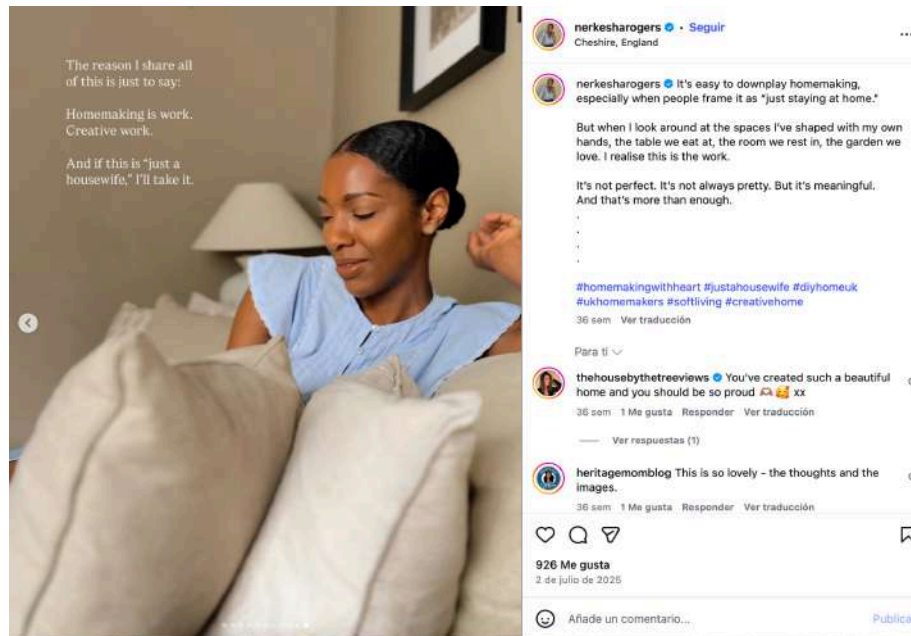 The reason I share all
of this is just to say:
Homemaking is work.
Creative work.
And if this is “just a
housewife,” I’ll take it.
nerkesharogers • Seguir
Cheshire, England
nerkesharogers It's easy to downplay homemaking,
especially when people frame it as "just staying at home."
But when I look around at the spaces I've shaped with my own
hands, the table we eat at, the room we rest in, the garden we
love. I realise this is the work.
It's not perfect. It's not always pretty. But it's meaningful.
And that's more than enough.
.
.
.
.
#homemakingwithheart #justahousewife #diyhomeuk
#ukhomemakers #softliving #creativehome
36 sem Ver traducción
Para ti
thehousebythetreeviews You've created such a beautiful
home and you should be so proud 🫶🏽 🥰 xx
36 sem 1 Me gusta Responder Ver traducción
Ver respuestas (1)
heritagemomblog This is so lovely – the thoughts and the
images.
36 sem 1 Me gusta Responder Ver traducción
926 Me gusta
2 de julio de 2025
Añade un comentario...
Publica